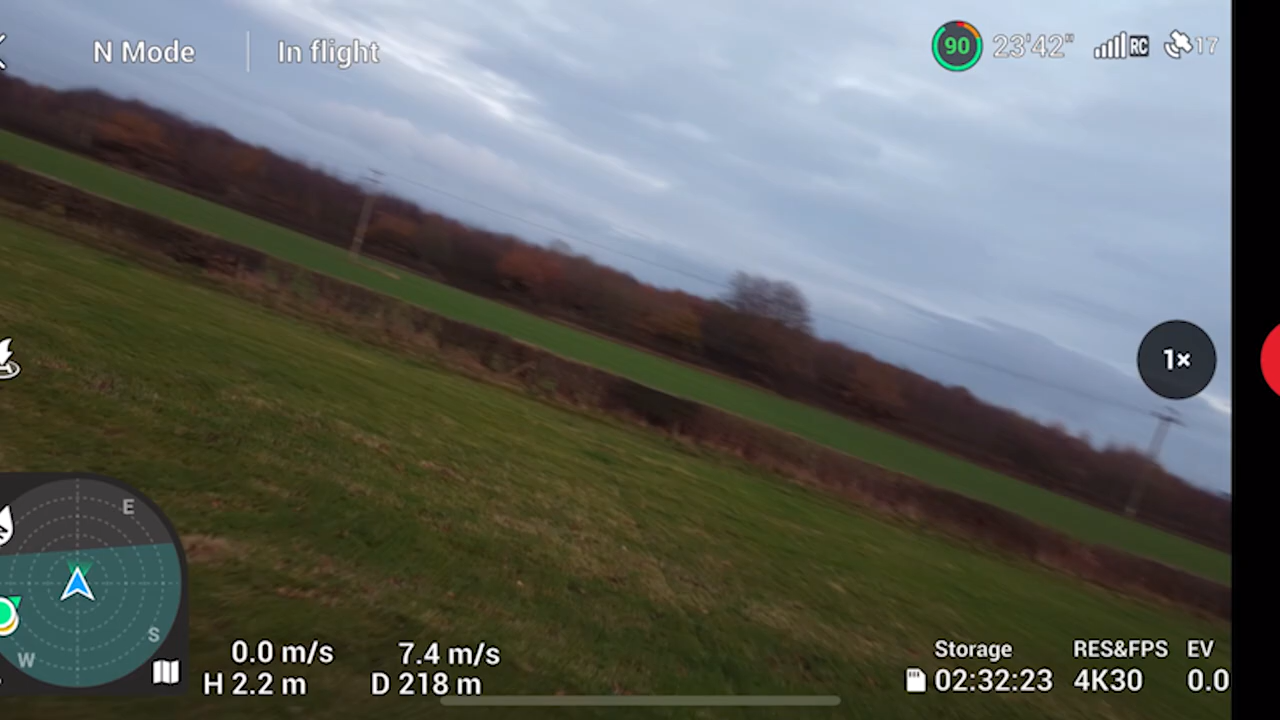 N Mode
In flight
90
23'42"
RC
17
1×
E
S
W
0.0 m/s
7.4 m/s
H 2.2 m
D 218 m
Storage
RES&FPS
EV
02:32:23
4K30
0.0